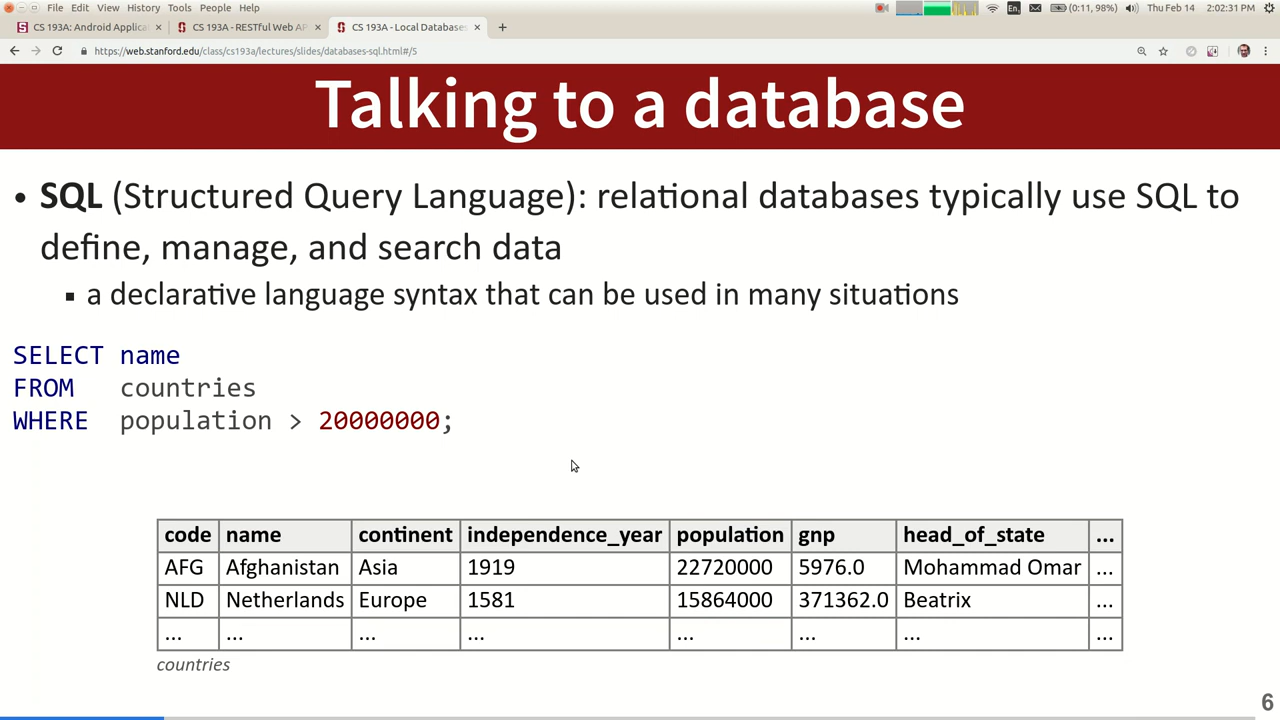 File Edit View History Tools People Help
En
(0:11, 98%)
Thu Feb 14
2:02:31 PM
CS 193A: Android Applica
CS 193A - RESTful Web AP
CS 193A - Local Databases
https://web.stanford.edu/class/cs193a/lectures/slides/databases-sql.html#/5
Talking to a database
• SQL (Structured Query Language): relational databases typically use SQL to
define, manage, and search data
▪ a declarative language syntax that can be used in many situations
SELECT name
FROM countries
WHERE population > 20000000;
code name continent independence_year population gnp head_of_state ...
AFG Afghanistan Asia 1919 22720000 5976.0 Mohammad Omar ...
NLD Netherlands Europe 1581 15864000 371362.0 Beatrix ...
... ... ... ... ... ... ... ...
countries
6